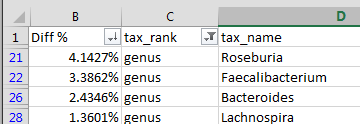 B C D
1 Diff % tax_rank tax_name
21 4.1427% genus Roseburia
22 3.3862% genus Faecalibacterium
26 2.4346% genus Bacteroides
28 1.3601% genus Lachnospira